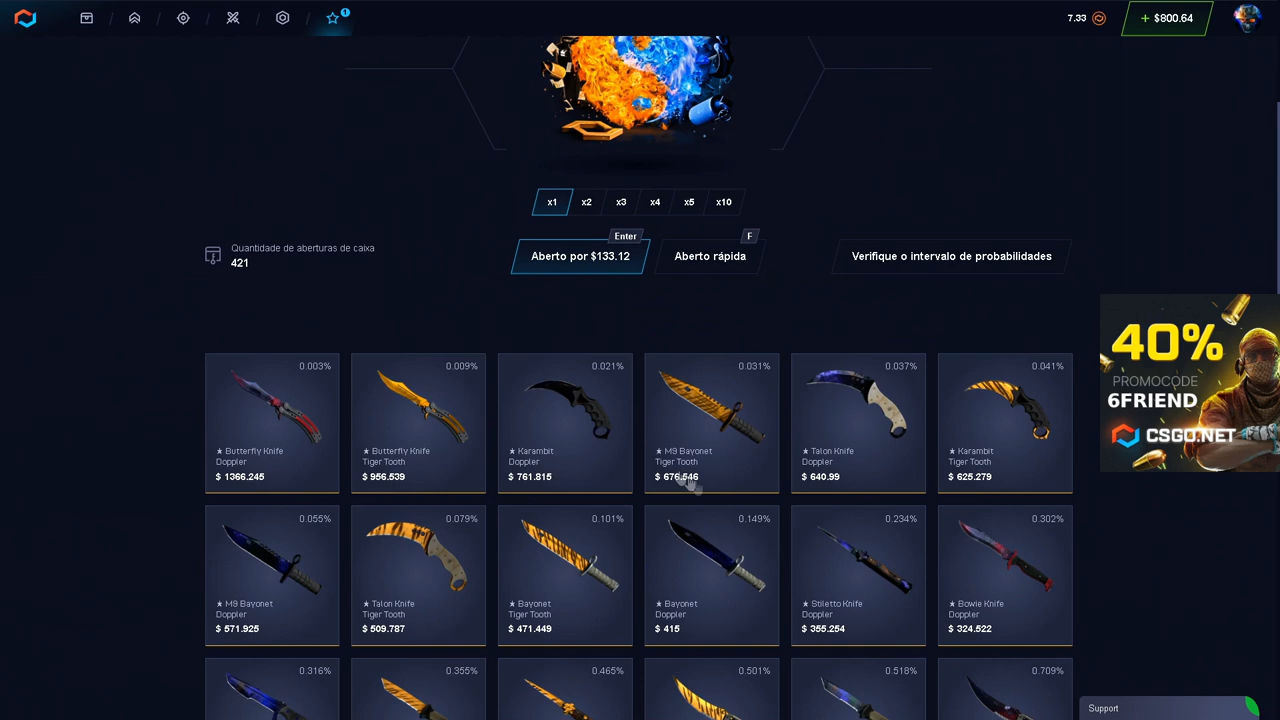 1
7.33
+ $800.64
x1 x2 x3 x4 x5 x10
Quantidade de aberturas de caixa
421
Enter
Aberto por $133.12
F
Aberto rápida
Verifique o intervalo de probabilidades
40%
PROMOCODE
6FRIEND
CSGO.NET
0.003%
★ Butterfly Knife
Doppler
$ 1366.245
0.009%
★ Butterfly Knife
Tiger Tooth
$ 956.539
0.021%
★ Karambit
Doppler
$ 761.815
0.031%
★ M9 Bayonet
Tiger Tooth
$ 676.546
0.037%
★ Talon Knife
Doppler
$ 640.99
0.041%
★ Karambit
Tiger Tooth
$ 625.279
0.055%
★ M9 Bayonet
Doppler
$ 571.925
0.079%
★ Talon Knife
Tiger Tooth
$ 509.787
0.101%
★ Bayonet
Tiger Tooth
$ 471.449
0.149%
★ Bayonet
Doppler
$ 415
0.234%
★ Stiletto Knife
Doppler
$ 355.254
0.302%
★ Bowie Knife
Doppler
$ 324.522
0.316%
0.355%
0.465%
0.501%
0.518%
0.709%
Support